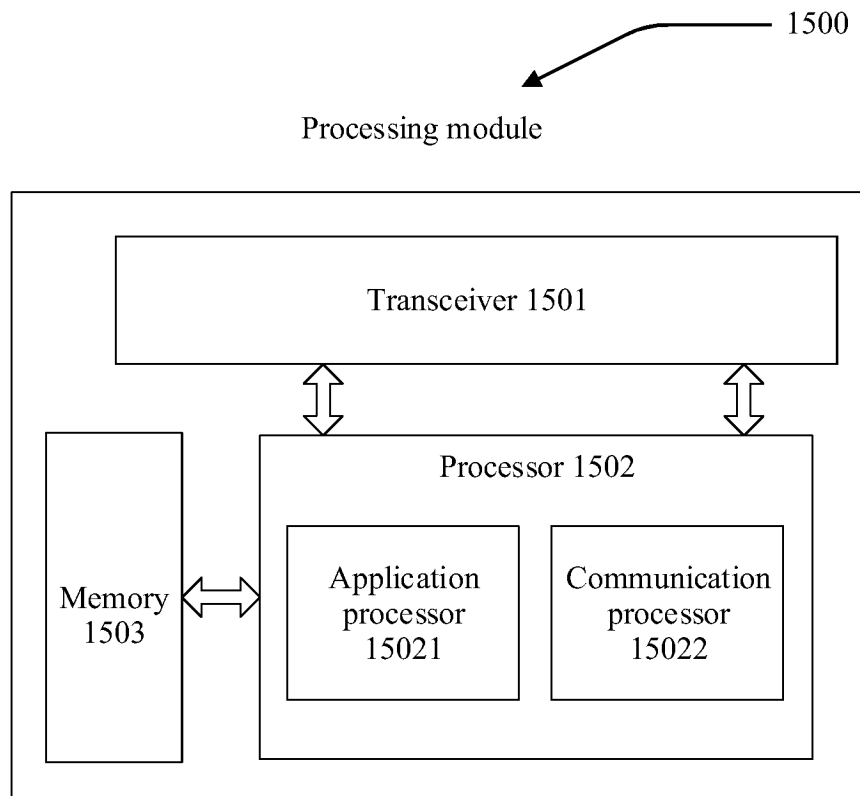 1500
Processing module
Transceiver 1501
Processor 1502
Memory
1503
Application
processor
15021
Communication
processor
15022